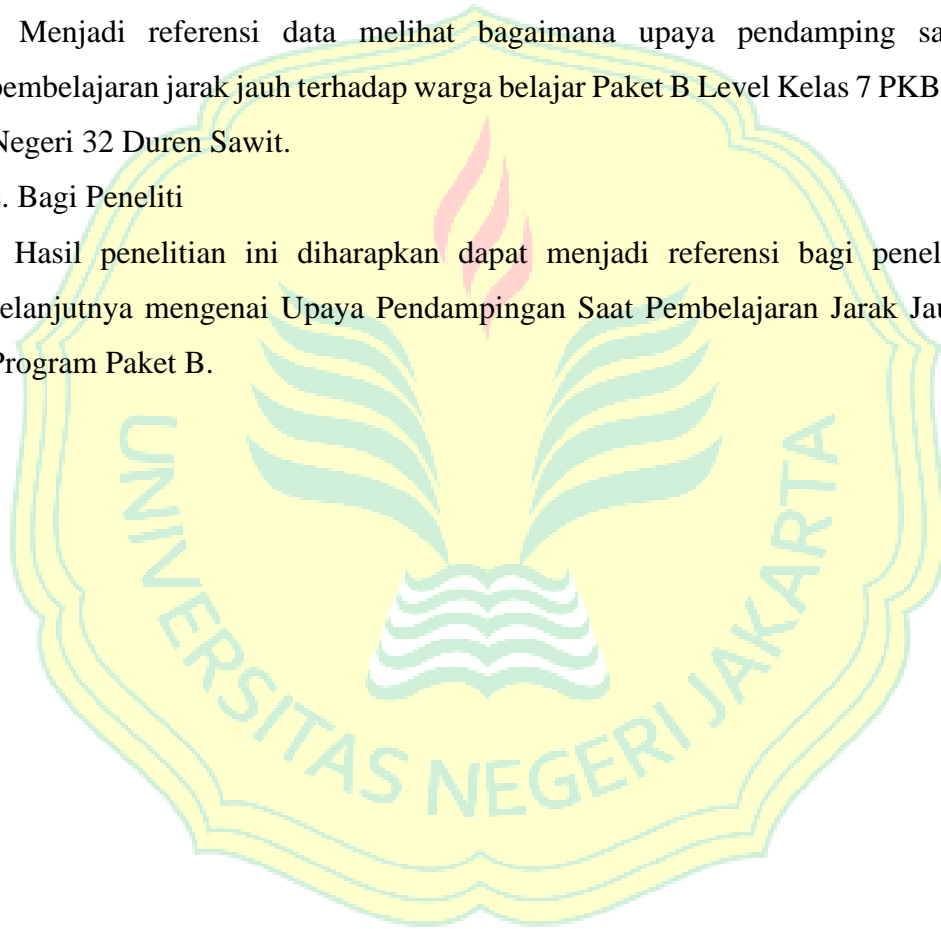 Menjadi referensi data melihat bagaimana upaya pendamping sa
pembelajaran jarak jauh terhadap warga belajar Paket B Level Kelas 7 PKB
Negeri 32 Duren Sawit.
. Bagi Peneliti
Hasil penelitian ini diharapkan dapat menjadi referensi bagi penel
elanjutnya mengenai Upaya Pendampingan Saat Pembelajaran Jarak Jau
Program Paket B.
UNIVERSITAS NEGERI JAKARTA